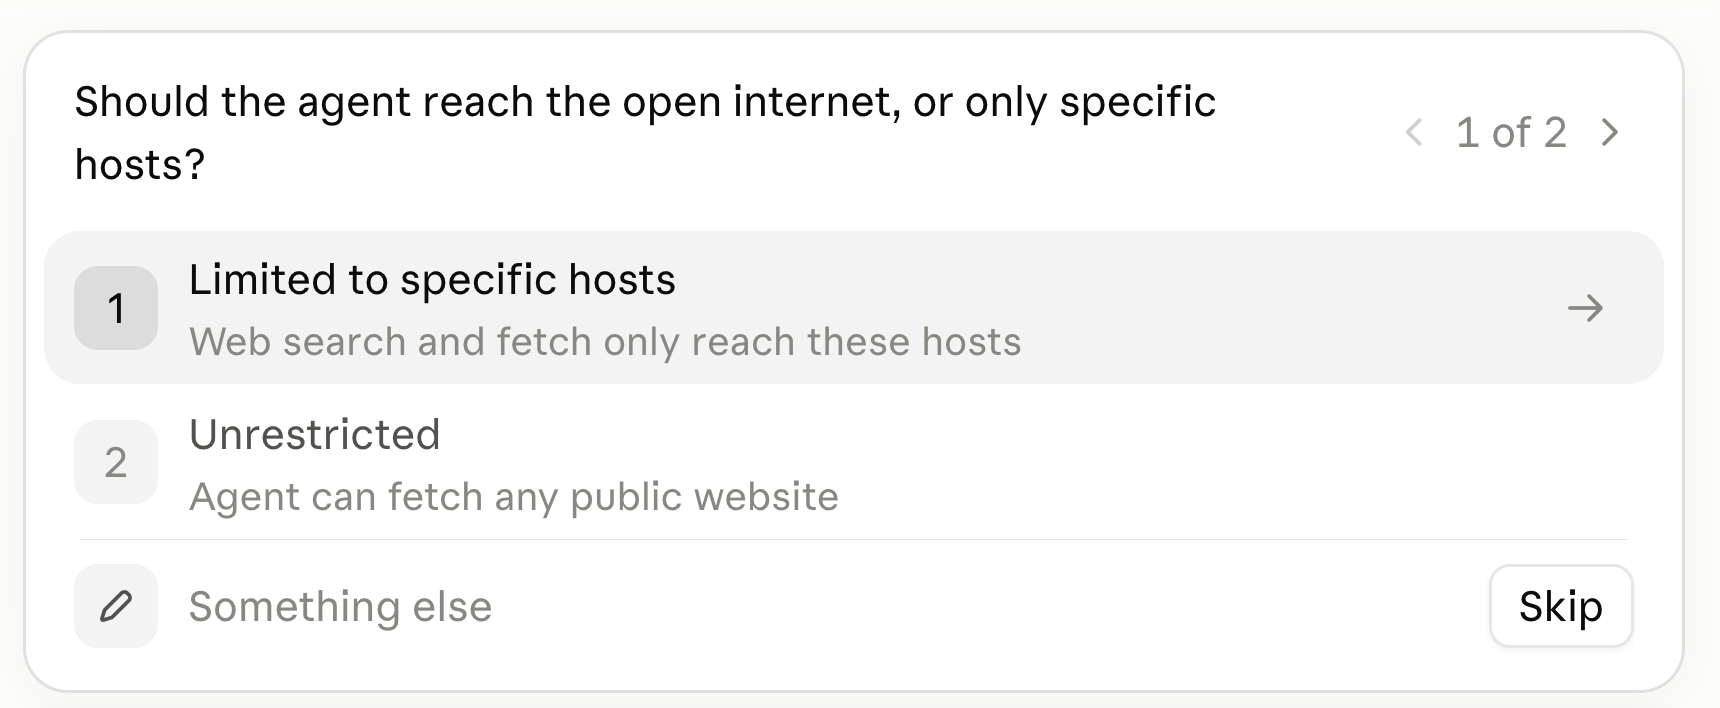 Should the agent reach the open internet, or only specific
hosts?
1 of 2
1
Limited to specific hosts
Web search and fetch only reach these hosts
2
Unrestricted
Agent can fetch any public website
Something else
Skip